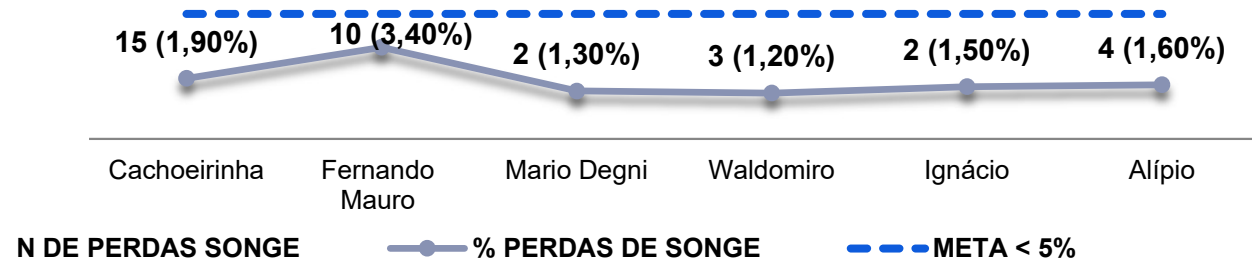 15 (1,90%)
10 (3,40%)
2 (1,30%)
3 (1,20%)
2 (1,50%)
4 (1,60%)
Cachoeirinha
Fernando
Mauro
Mario Degni
Waldomiro
Ignácio
Alípio
N DE PERDAS SONGE
% PERDAS DE SONGE
META < 5%